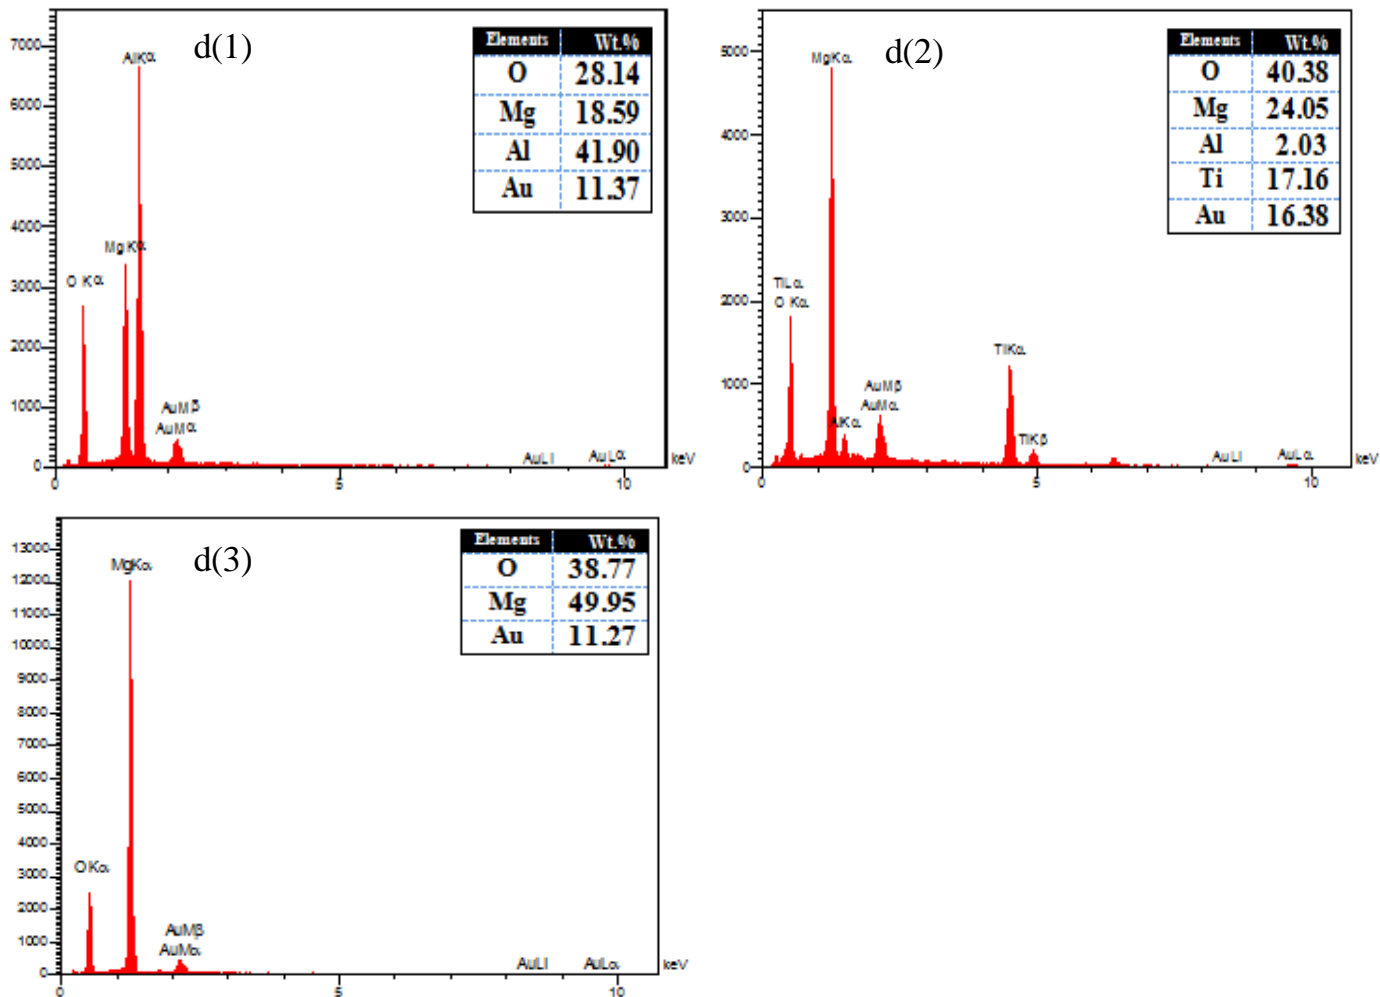 d(1)
7000
6000
5000
4000
3000
2000
1000
0
AlKα
MgKα
O Kα
AuMβ
AuMα
AuLl
AuLα
keV
0
5
10
Elements Wt.%
O 28.14
Mg 18.59
Al 41.90
Au 11.37
d(2)
5000
4000
3000
2000
1000
0
MgKα
TiLα
O Kα
AlKα
AuMβ
AuMα
TiKα
TiKβ
AuLl
AuLα
keV
0
5
10
Elements Wt.%
O 40.38
Mg 24.05
Al 2.03
Ti 17.16
Au 16.38
d(3)
13000
12000
11000
10000
9000
8000
7000
6000
5000
4000
3000
2000
1000
0
MgKα
OKα
AuMβ
AuMα
AuLl
AuLα
keV
0
5
10
Elements Wt.%
O 38.77
Mg 49.95
Au 11.27